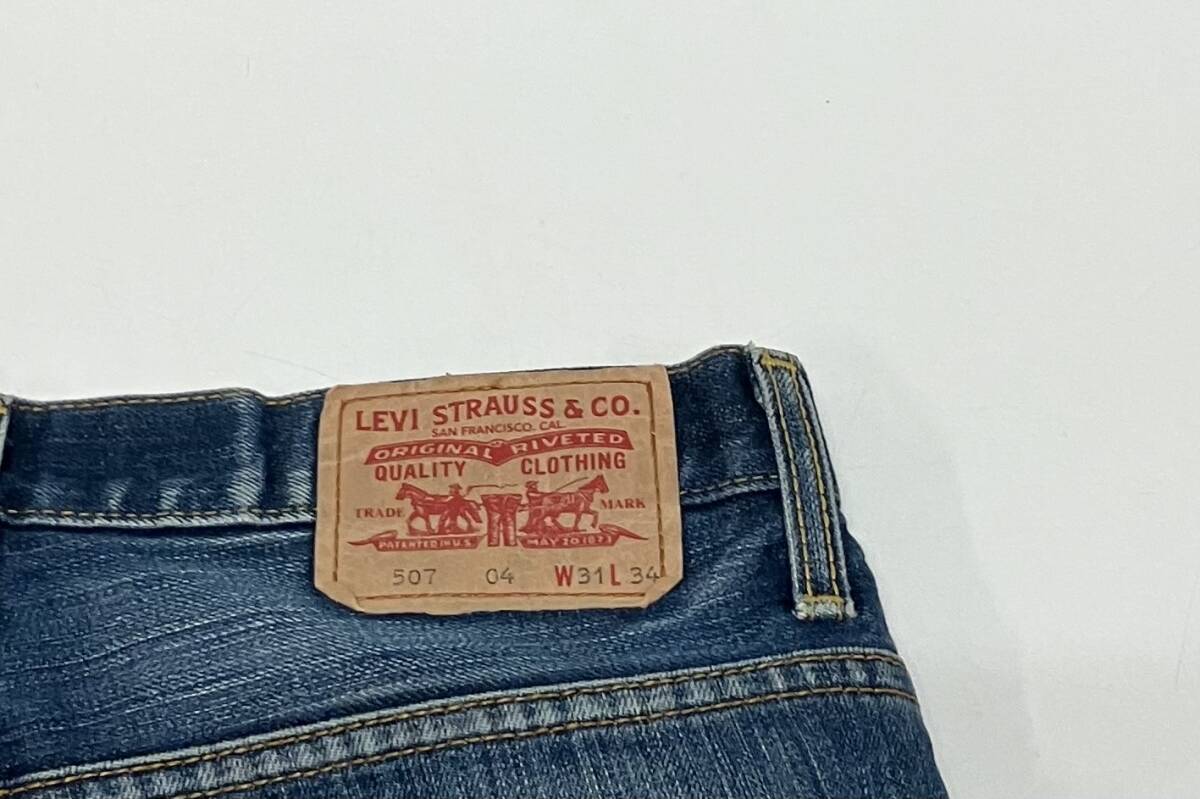 LEVI STRAUSS & CO.
SAN FRANCISCO, CAL.
ORIGINAL RIVETED
QUALITY CLOTHING
TRADE MARK
PATENTED IN U.S. MAY 20 1873
507 04 W31 L 34